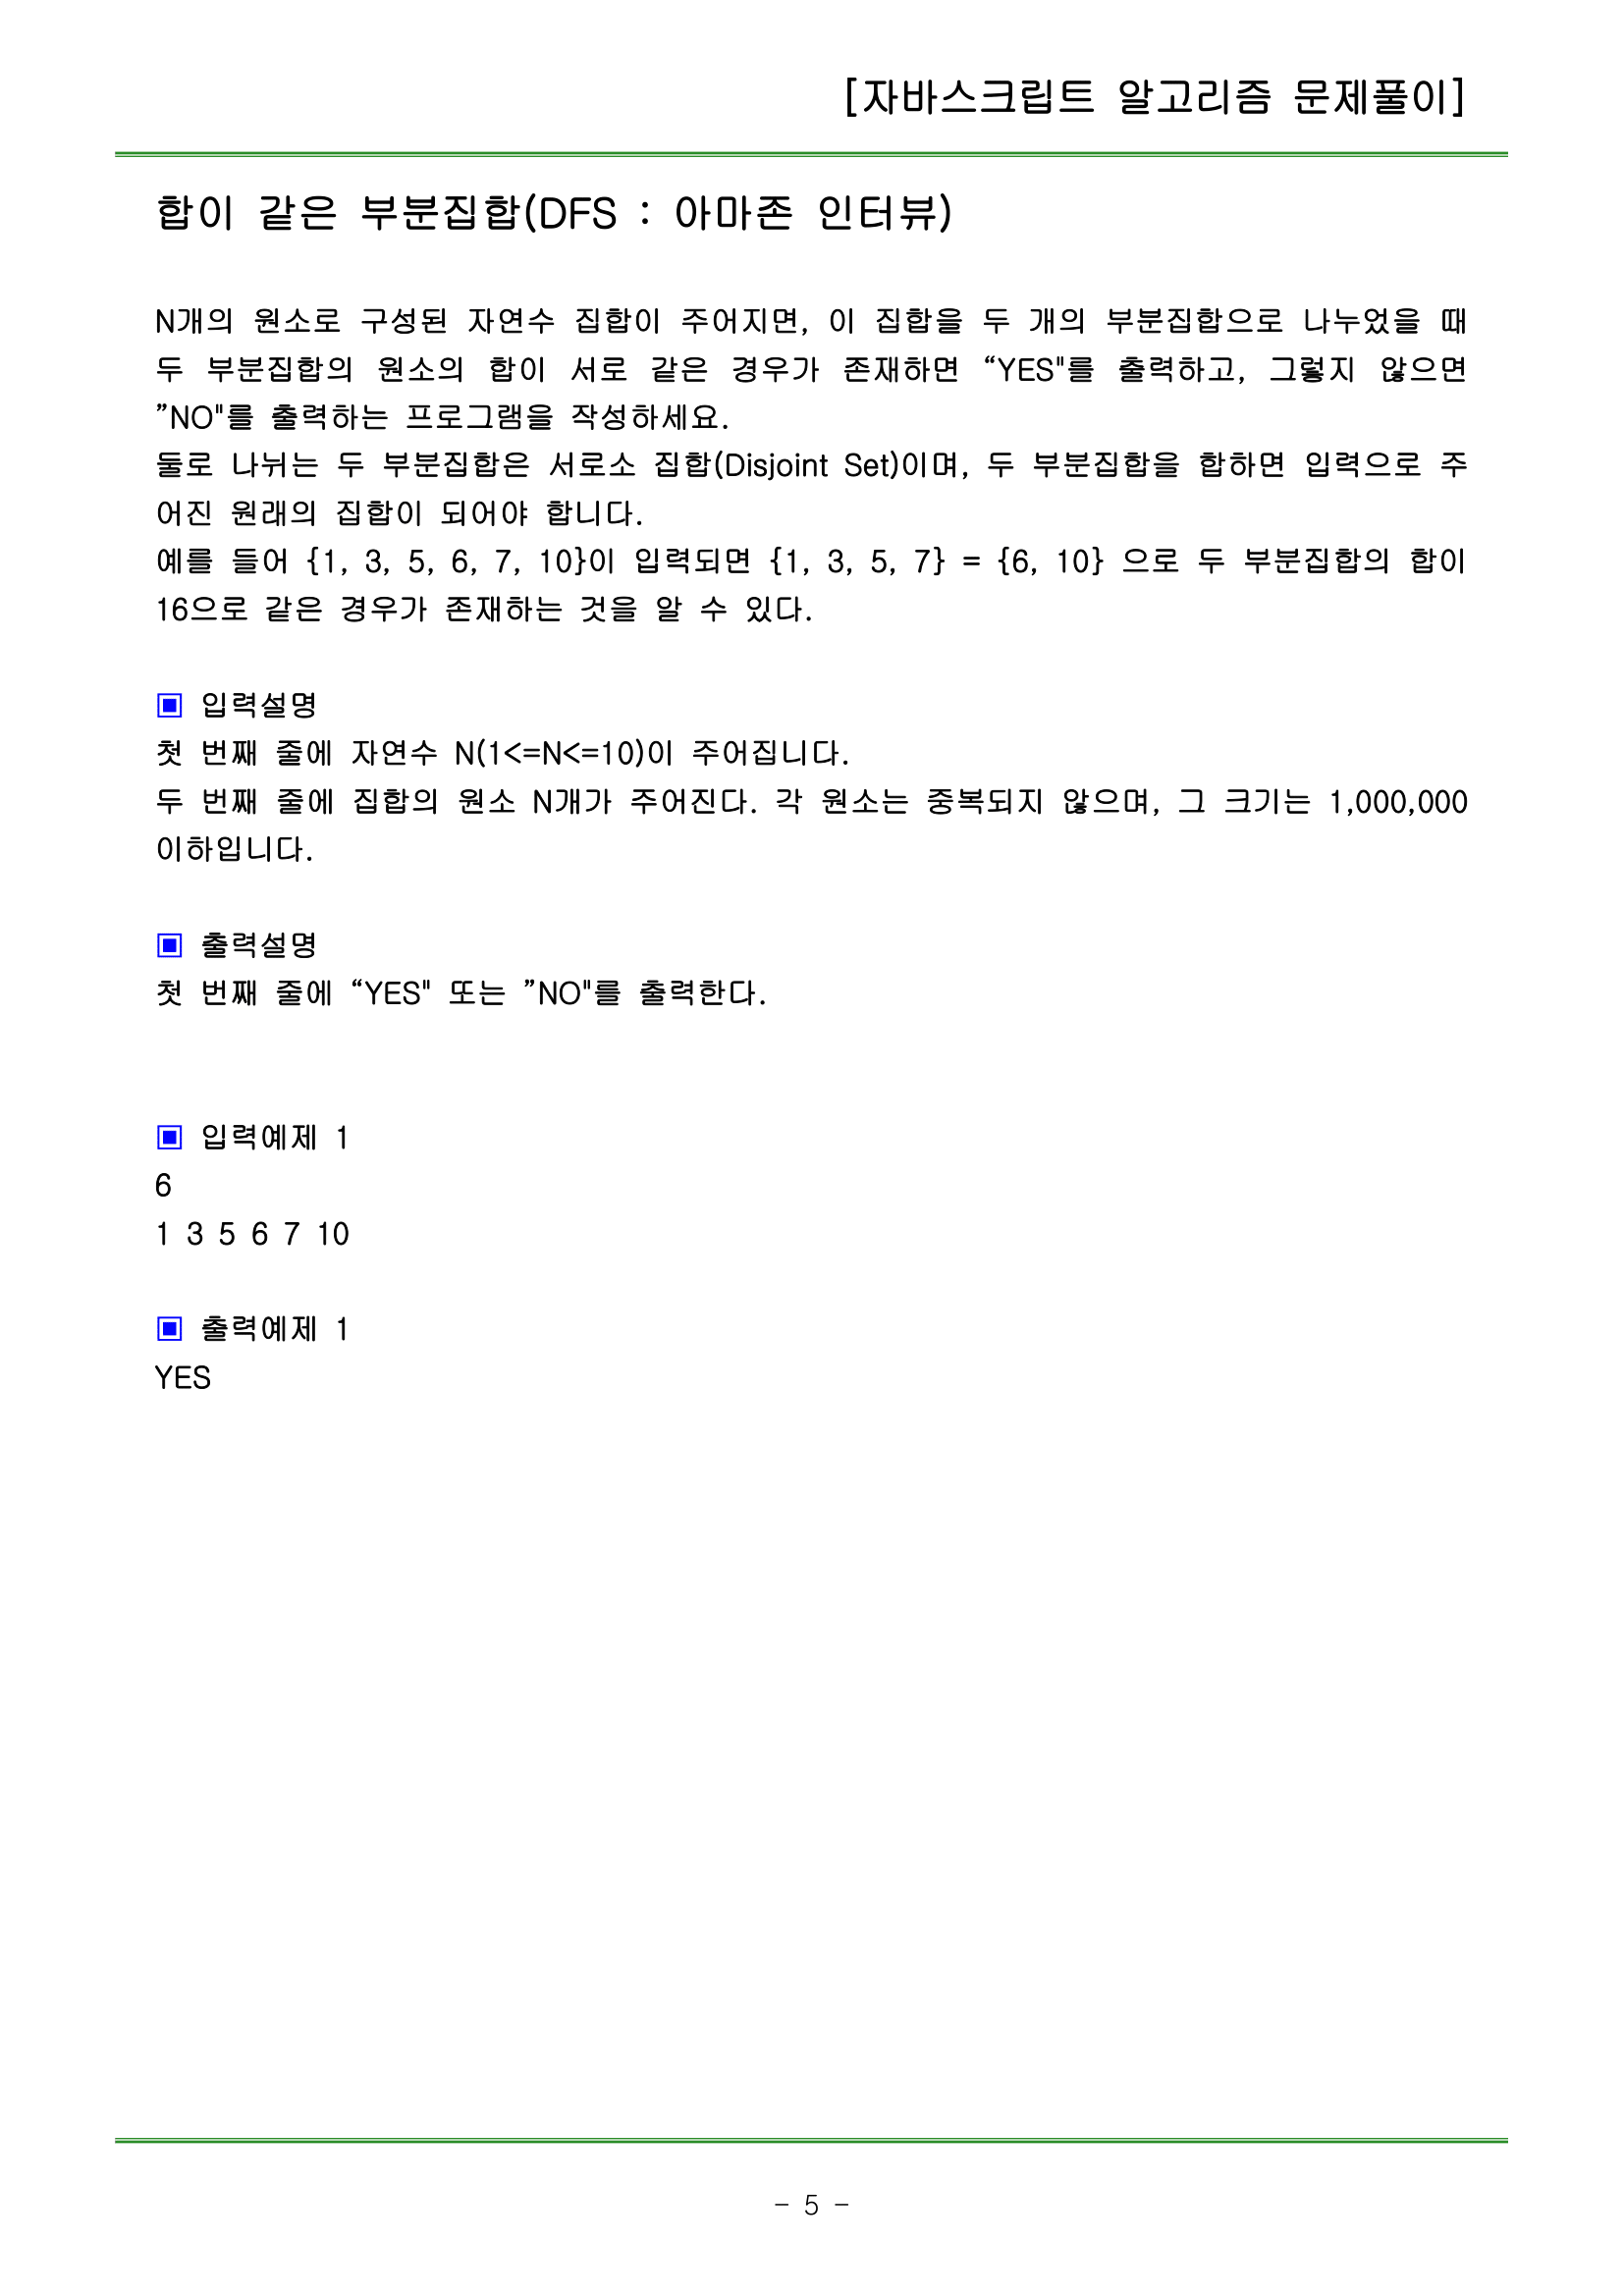 [자바스크립트 알고리즘 문제풀이]
합이 같은 부분집합(DFS : 아마존 인터뷰)
N개의 원소로 구성된 자연수 집합이 주어지면, 이 집합을 두 개의 부분집합으로 나누었을 때
두 부분집합의 원소의 합이 서로 같은 경우가 존재하면 “YES"를 출력하고, 그렇지 않으면
”NO"를 출력하는 프로그램을 작성하세요.
둘로 나뉘는 두 부분집합은 서로소 집합(Disjoint Set)이며, 두 부분집합을 합하면 입력으로 주
어진 원래의 집합이 되어야 합니다.
예를 들어 {1, 3, 5, 6, 7, 10}이 입력되면 {1, 3, 5, 7} = {6, 10} 으로 두 부분집합의 합이
16으로 같은 경우가 존재하는 것을 알 수 있다.
▣ 입력설명
첫 번째 줄에 자연수 N(1<=N<=10)이 주어집니다.
두 번째 줄에 집합의 원소 N개가 주어진다. 각 원소는 중복되지 않으며, 그 크기는 1,000,000
이하입니다.
▣ 출력설명
첫 번째 줄에 “YES" 또는 ”NO"를 출력한다.
▣ 입력예제 1
6
1 3 5 6 7 10
▣ 출력예제 1
YES
- 5 -